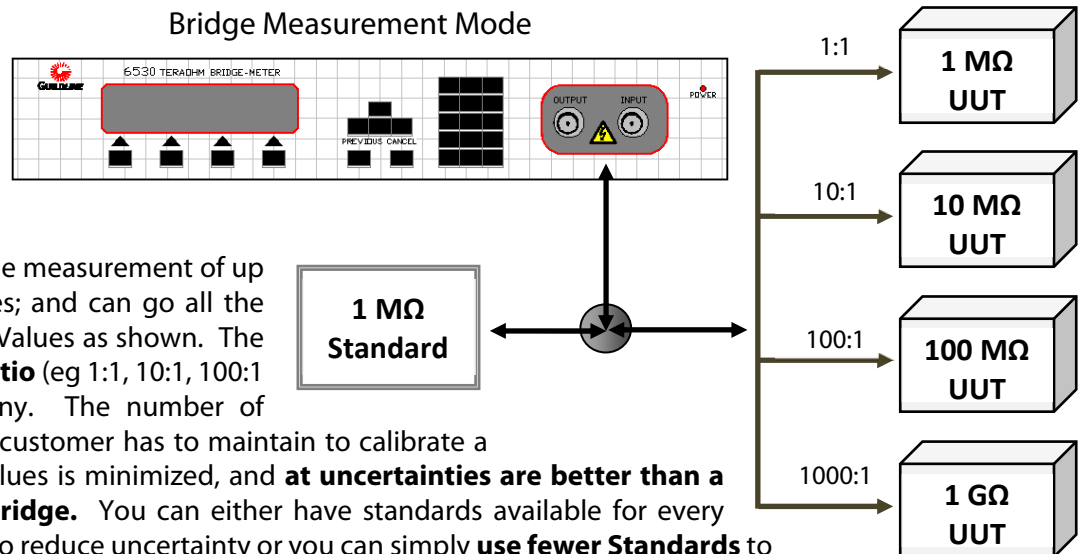 Bridge Measurement Mode
GUILDLINE
6530 TERAOHM BRIDGE-METER
OUTPUT
INPUT
POWER
PREVIOUS CANCEL
1:1
1 MΩ
UUT
10:1
10 MΩ
UUT
100:1
100 MΩ
UUT
1000:1
1 GΩ
UUT
1 MΩ
Standard
e measurement of up
es; and can go all the
Values as shown. The
tio (eg 1:1, 10:1, 100:1
ny. The number of
customer has to maintain to calibrate a
lues is minimized, and at uncertainties are better than a
ridge. You can either have standards available for every
o reduce uncertainty or you can simply use fewer Standards to